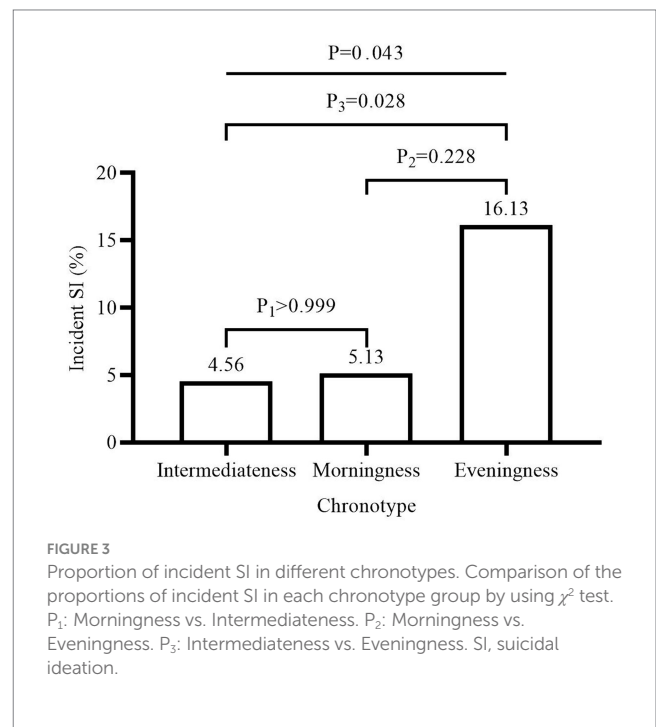 P=0.043
P₃=0.028
P₂=0.228
20
16.13
15
Incident SI (%)
10
P₁>0.999
4.56
5.13
5
0
Intermediateness Morningness Eveningness
Chronotype
FIGURE 3
Proportion of incident SI in different chronotypes. Comparison of the
proportions of incident SI in each chronotype group by using χ² test.
P₁: Morningness vs. Intermediateness. P₂: Morningness vs.
Eveningness. P₃: Intermediateness vs. Eveningness. SI, suicidal
ideation.